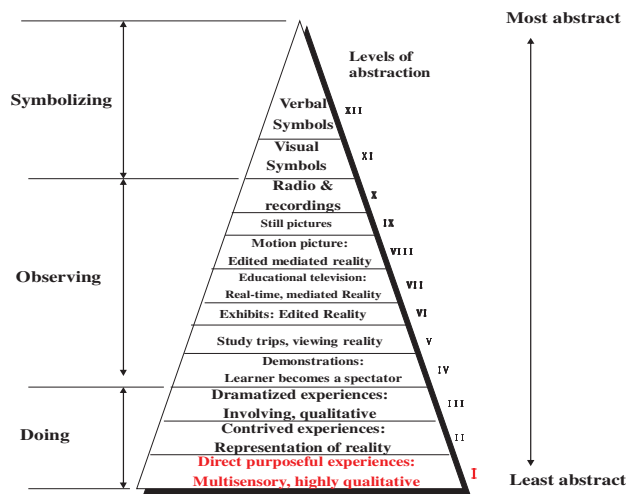 Most abstract
Levels of
abstraction
Symbolizing
Verbal
Symbols
XII
Visual
Symbols
XI
Radio &
recordings
X
Still pictures
IX
Motion picture:
Edited mediated reality
VIII
Observing
Educational television:
Real-time, mediated Reality
VII
Exhibits: Edited Reality
VI
Study trips, viewing reality
V
Demonstrations:
Learner becomes a spectator
IV
Dramatized experiences:
Involving, qualitative
III
Doing
Contrived experiences:
Representation of reality
II
Direct purposeful experiences:
Multisensory, highly qualitative
I
Least abstract